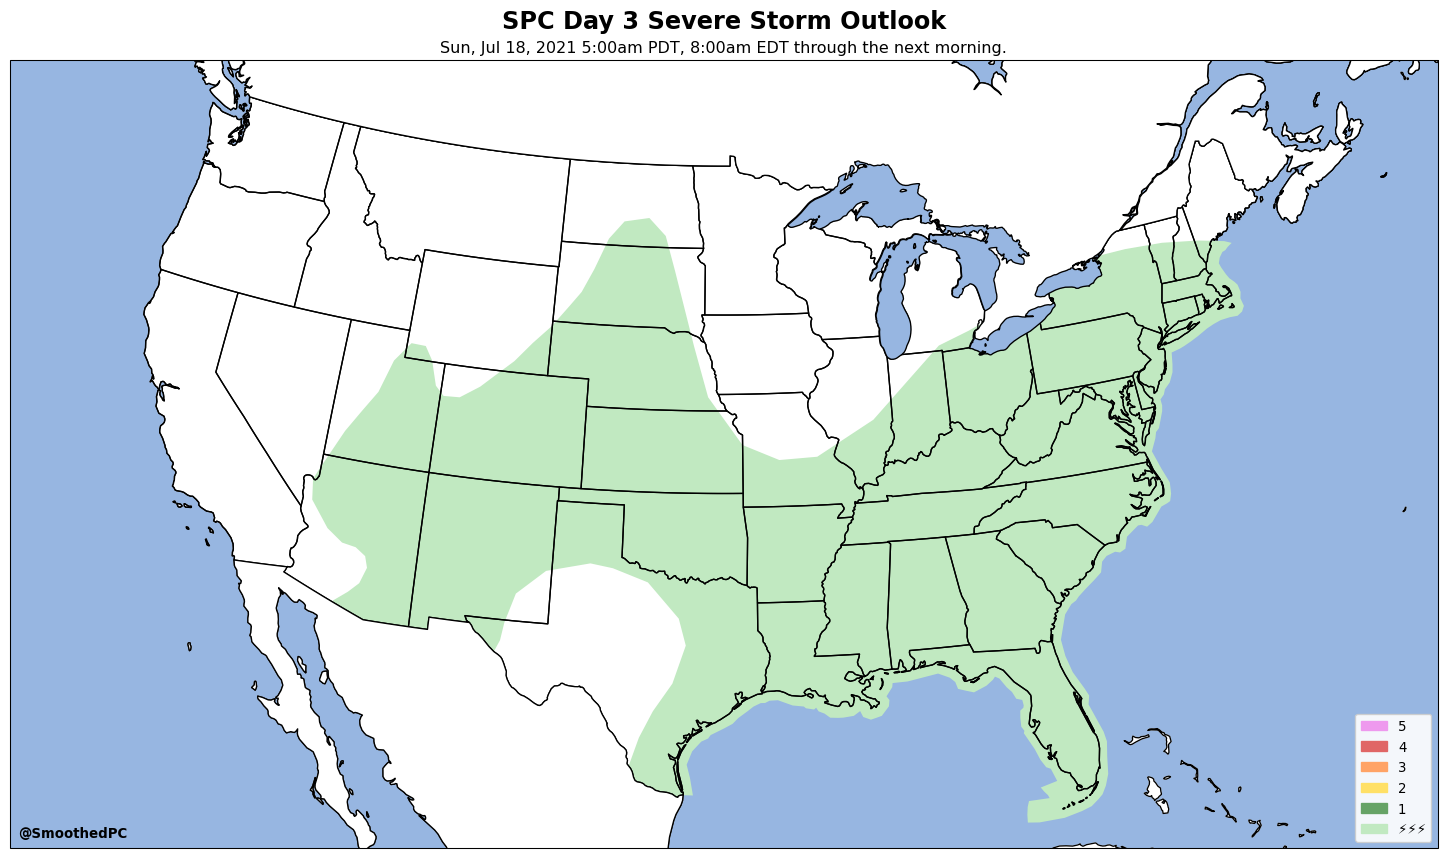 SPC Day 3 Severe Storm Outlook
Sun, Jul 18, 2021 5:00am PDT, 8:00am EDT through the next morning.
5
4
3
2
1
⚡⚡⚡
@SmoothedPC